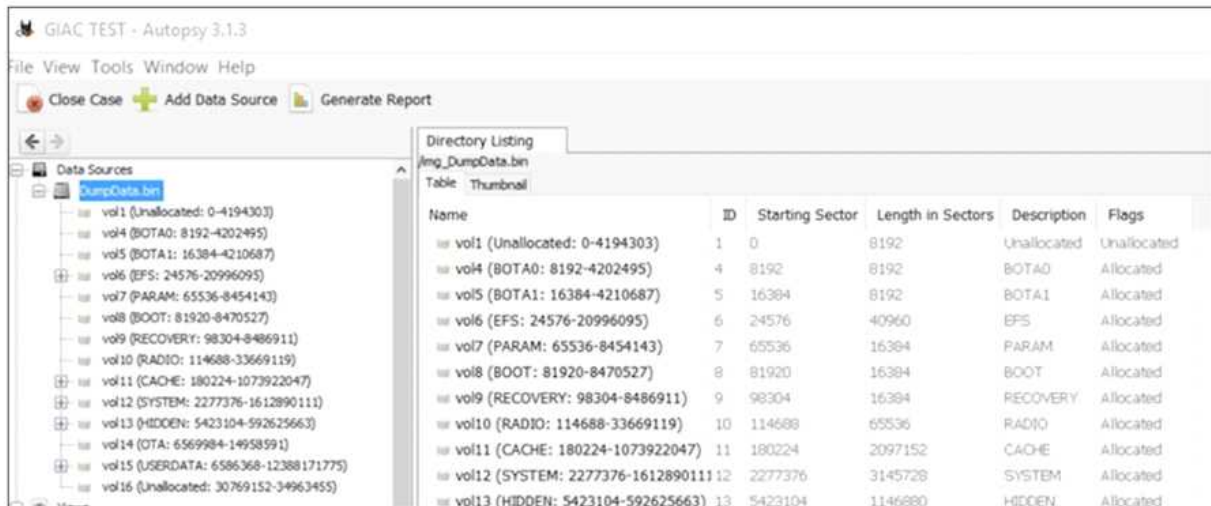 GIAC TEST - Autopsy 3.1.3
File View Tools Window Help
Close Case Add Data Source Generate Report
Directory Listing
/img_DumpData.bin
Table Thumbnail
Data Sources
DumpData.bin
vol1 (Unallocated: 0-4194303)
vol4 (BOTA0: 8192-4202495)
vol5 (BOTA1: 16384-4210687)
vol6 (EFS: 24576-20996095)
vol7 (PARAM: 65536-8454143)
vol8 (BOOT: 81920-8470527)
vol9 (RECOVERY: 98304-8486911)
vol10 (RADIO: 114688-33669119)
vol11 (CACHE: 180224-1073922047)
vol12 (SYSTEM: 2277376-1612890111)
vol13 (HIDDEN: 5423104-592625663)
vol14 (OTA: 6569984-14958591)
vol15 (USERDATA: 6586368-12388171775)
vol16 (Unallocated: 30769152-34963455)
Name ID Starting Sector Length in Sectors Description Flags
vol1 (Unallocated: 0-4194303) 1 0 8192 Unallocated Unallocated
vol4 (BOTA0: 8192-4202495) 4 8192 8192 BOTA0 Allocated
vol5 (BOTA1: 16384-4210687) 5 16384 8192 BOTA1 Allocated
vol6 (EFS: 24576-20996095) 6 24576 40960 EFS Allocated
vol7 (PARAM: 65536-8454143) 7 65536 16384 PARAM Allocated
vol8 (BOOT: 81920-8470527) 8 81920 16384 BOOT Allocated
vol9 (RECOVERY: 98304-8486911) 9 98304 16384 RECOVERY Allocated
vol10 (RADIO: 114688-33669119) 10 114688 65536 RADIO Allocated
vol11 (CACHE: 180224-1073922047) 11 180224 2097152 CACHE Allocated
vol12 (SYSTEM: 2277376-1612890111 12 2277376 3145728 SYSTEM Allocated
vol13 (HIDDEN: 5423104-592625663) 13 5423104 1146880 HIDDEN Allocated